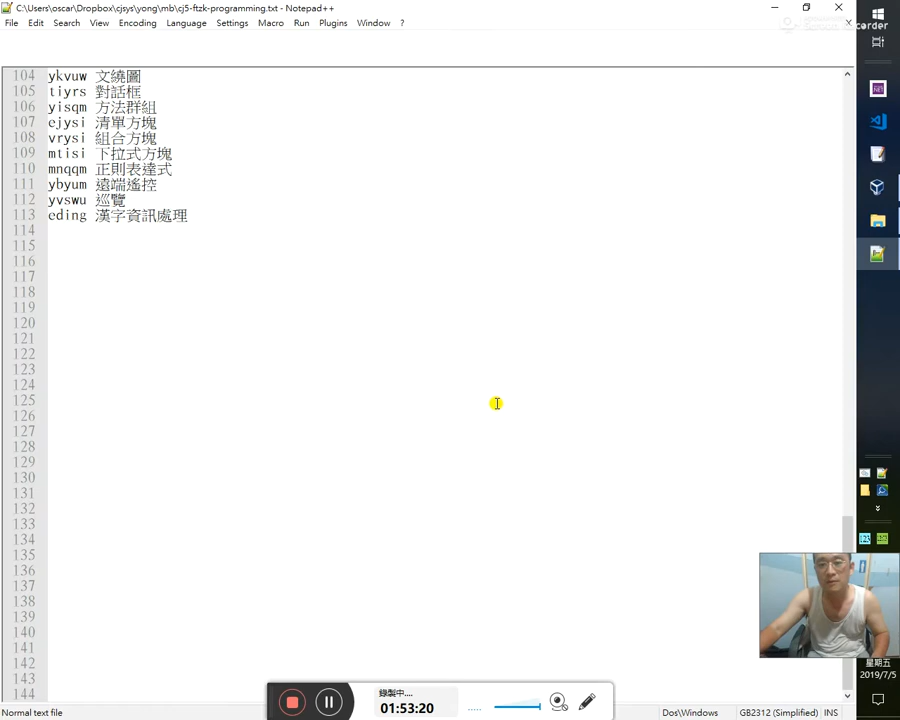 C:\Users\oscar\Dropbox\cjsys\yong\mb\cj5-ftzk-programming.txt - Notepad++
File Edit Search View Encoding Language Settings Macro Run Plugins Window ?
104 ykvuw 文繞圖
105 tiyrs 對話框
106 yisqm 方法群組
107 ejysi 清單方塊
108 vrysi 組合方塊
109 mtisi 下拉式方塊
110 mnqqm 正則表達式
111 ybyum 遠端遙控
112 yvswu 巡覽
113 eding 漢字資訊處理
114
115
116
117
118
119
120
121
122
123
124
125
126
127
128
129
130
131
132
133
134
135
136
137
138
139
140
141
142
143
144
錄製中....
01:53:20
Normal text file Dos\Windows GB2312 (Simplified) INS
星期五
2019/7/5